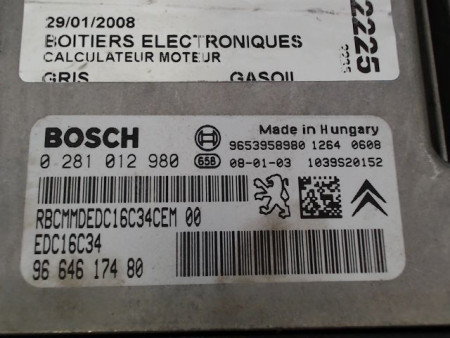 29/01/2008
BOITIERS ELECTRONIQUES
CALCULATEUR MOTEUR
GRIS GASOIL
2225
BOSCH
Made in Hungary
9653958980 1264 0608
0 281 012 980 G58 08-01-03 1039S20152
RBCMMDEDC16C34CEM 00
EDC16C34
96 646 174 80